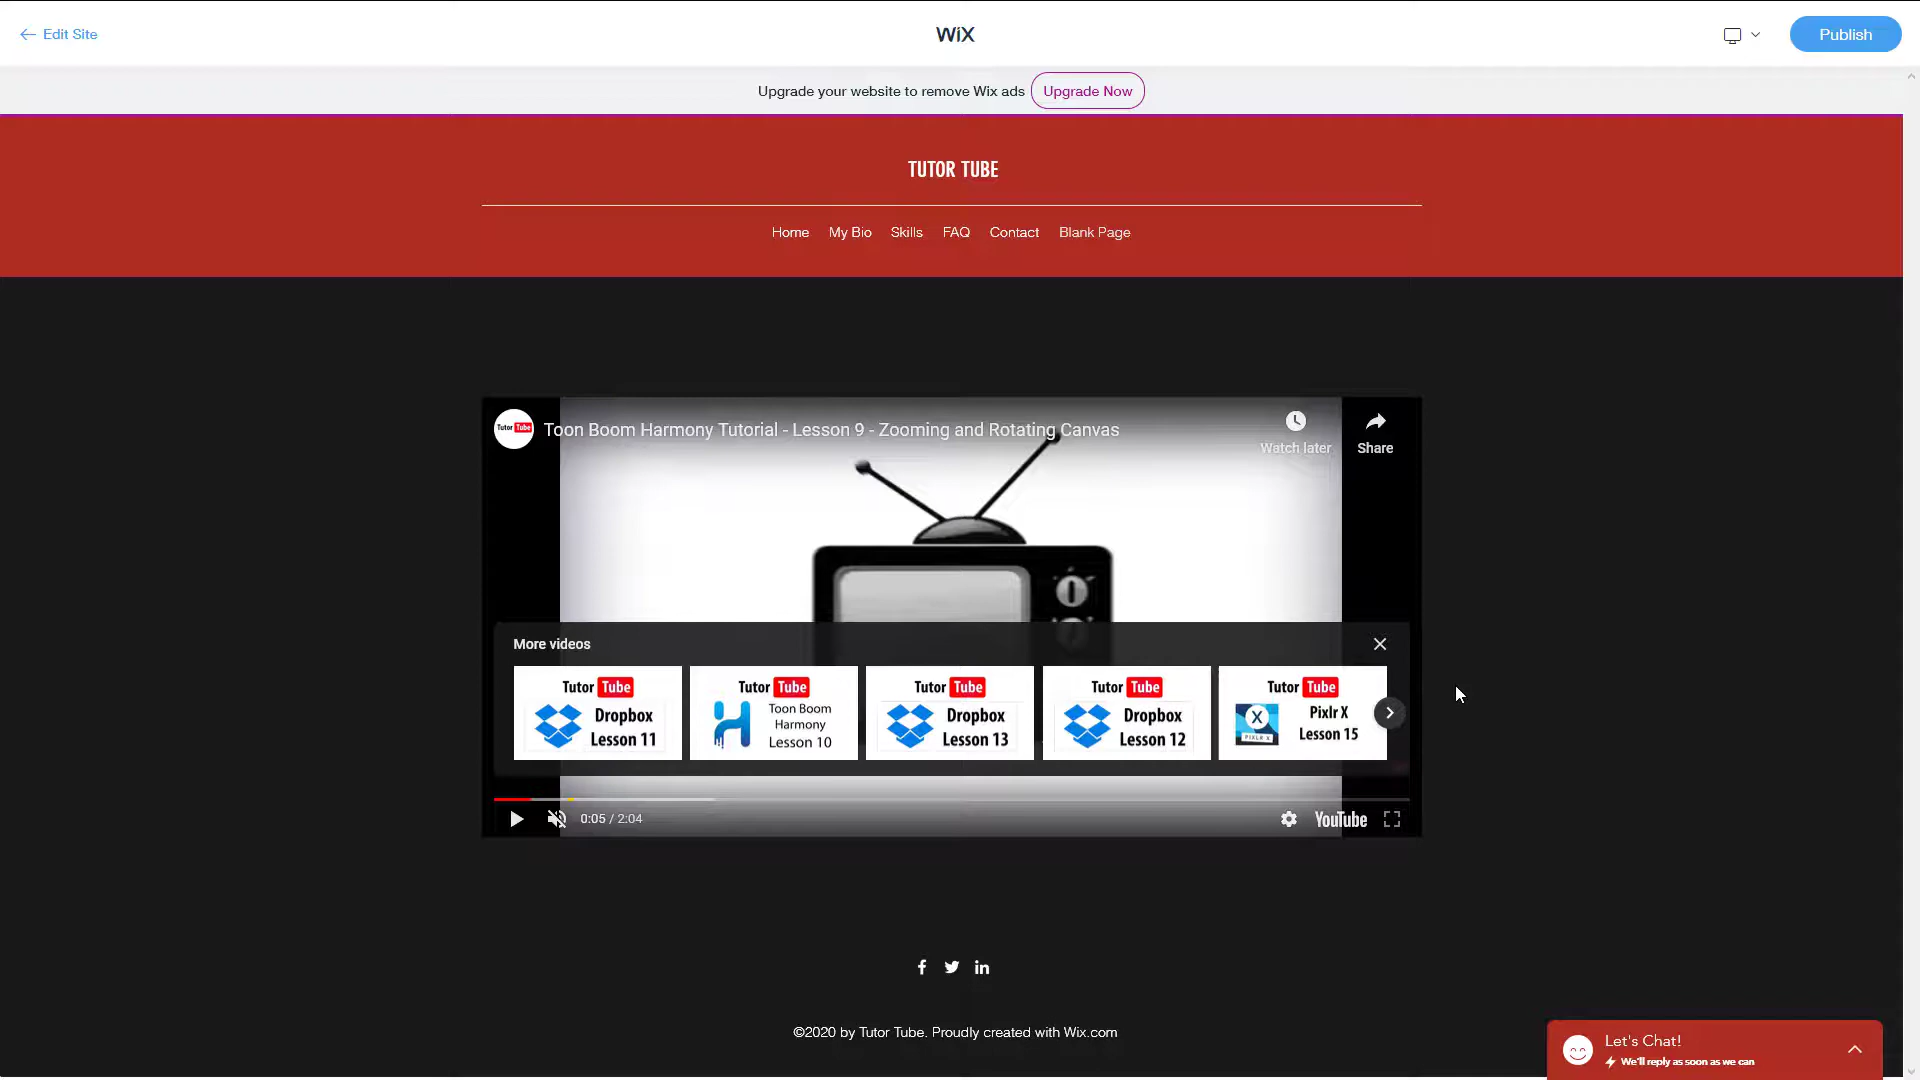 Edit Site
WiX
Publish
Upgrade your website to remove Wix ads
Upgrade Now
TUTOR TUBE
Home My Bio Skills FAQ Contact Blank Page
Tutor Tube
Toon Boom Harmony Tutorial - Lesson 9 - Zooming and Rotating Canvas
Watch later
Share
More videos
Tutor Tube
Dropbox
Lesson 11
Tutor Tube
Toon Boom
Harmony
Lesson 10
Tutor Tube
Dropbox
Lesson 13
Tutor Tube
Dropbox
Lesson 12
Tutor Tube
X
PIXLR X
Pixlr X
Lesson 15
0:05 / 2:04
YouTube
©2020 by Tutor Tube. Proudly created with Wix.com
Let's Chat!
We'll reply as soon as we can